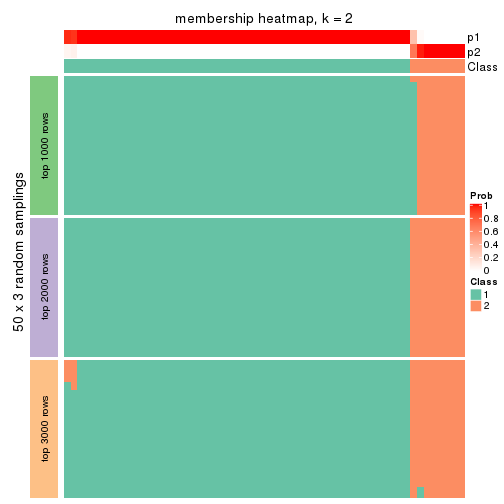 membership heatmap, k = 2
p1
p2
Class
50 x 3 random samplings
top 1000 rows
top 2000 rows
top 3000 rows
Prob
1
0.8
0.6
0.4
0.2
0
Class
1
2